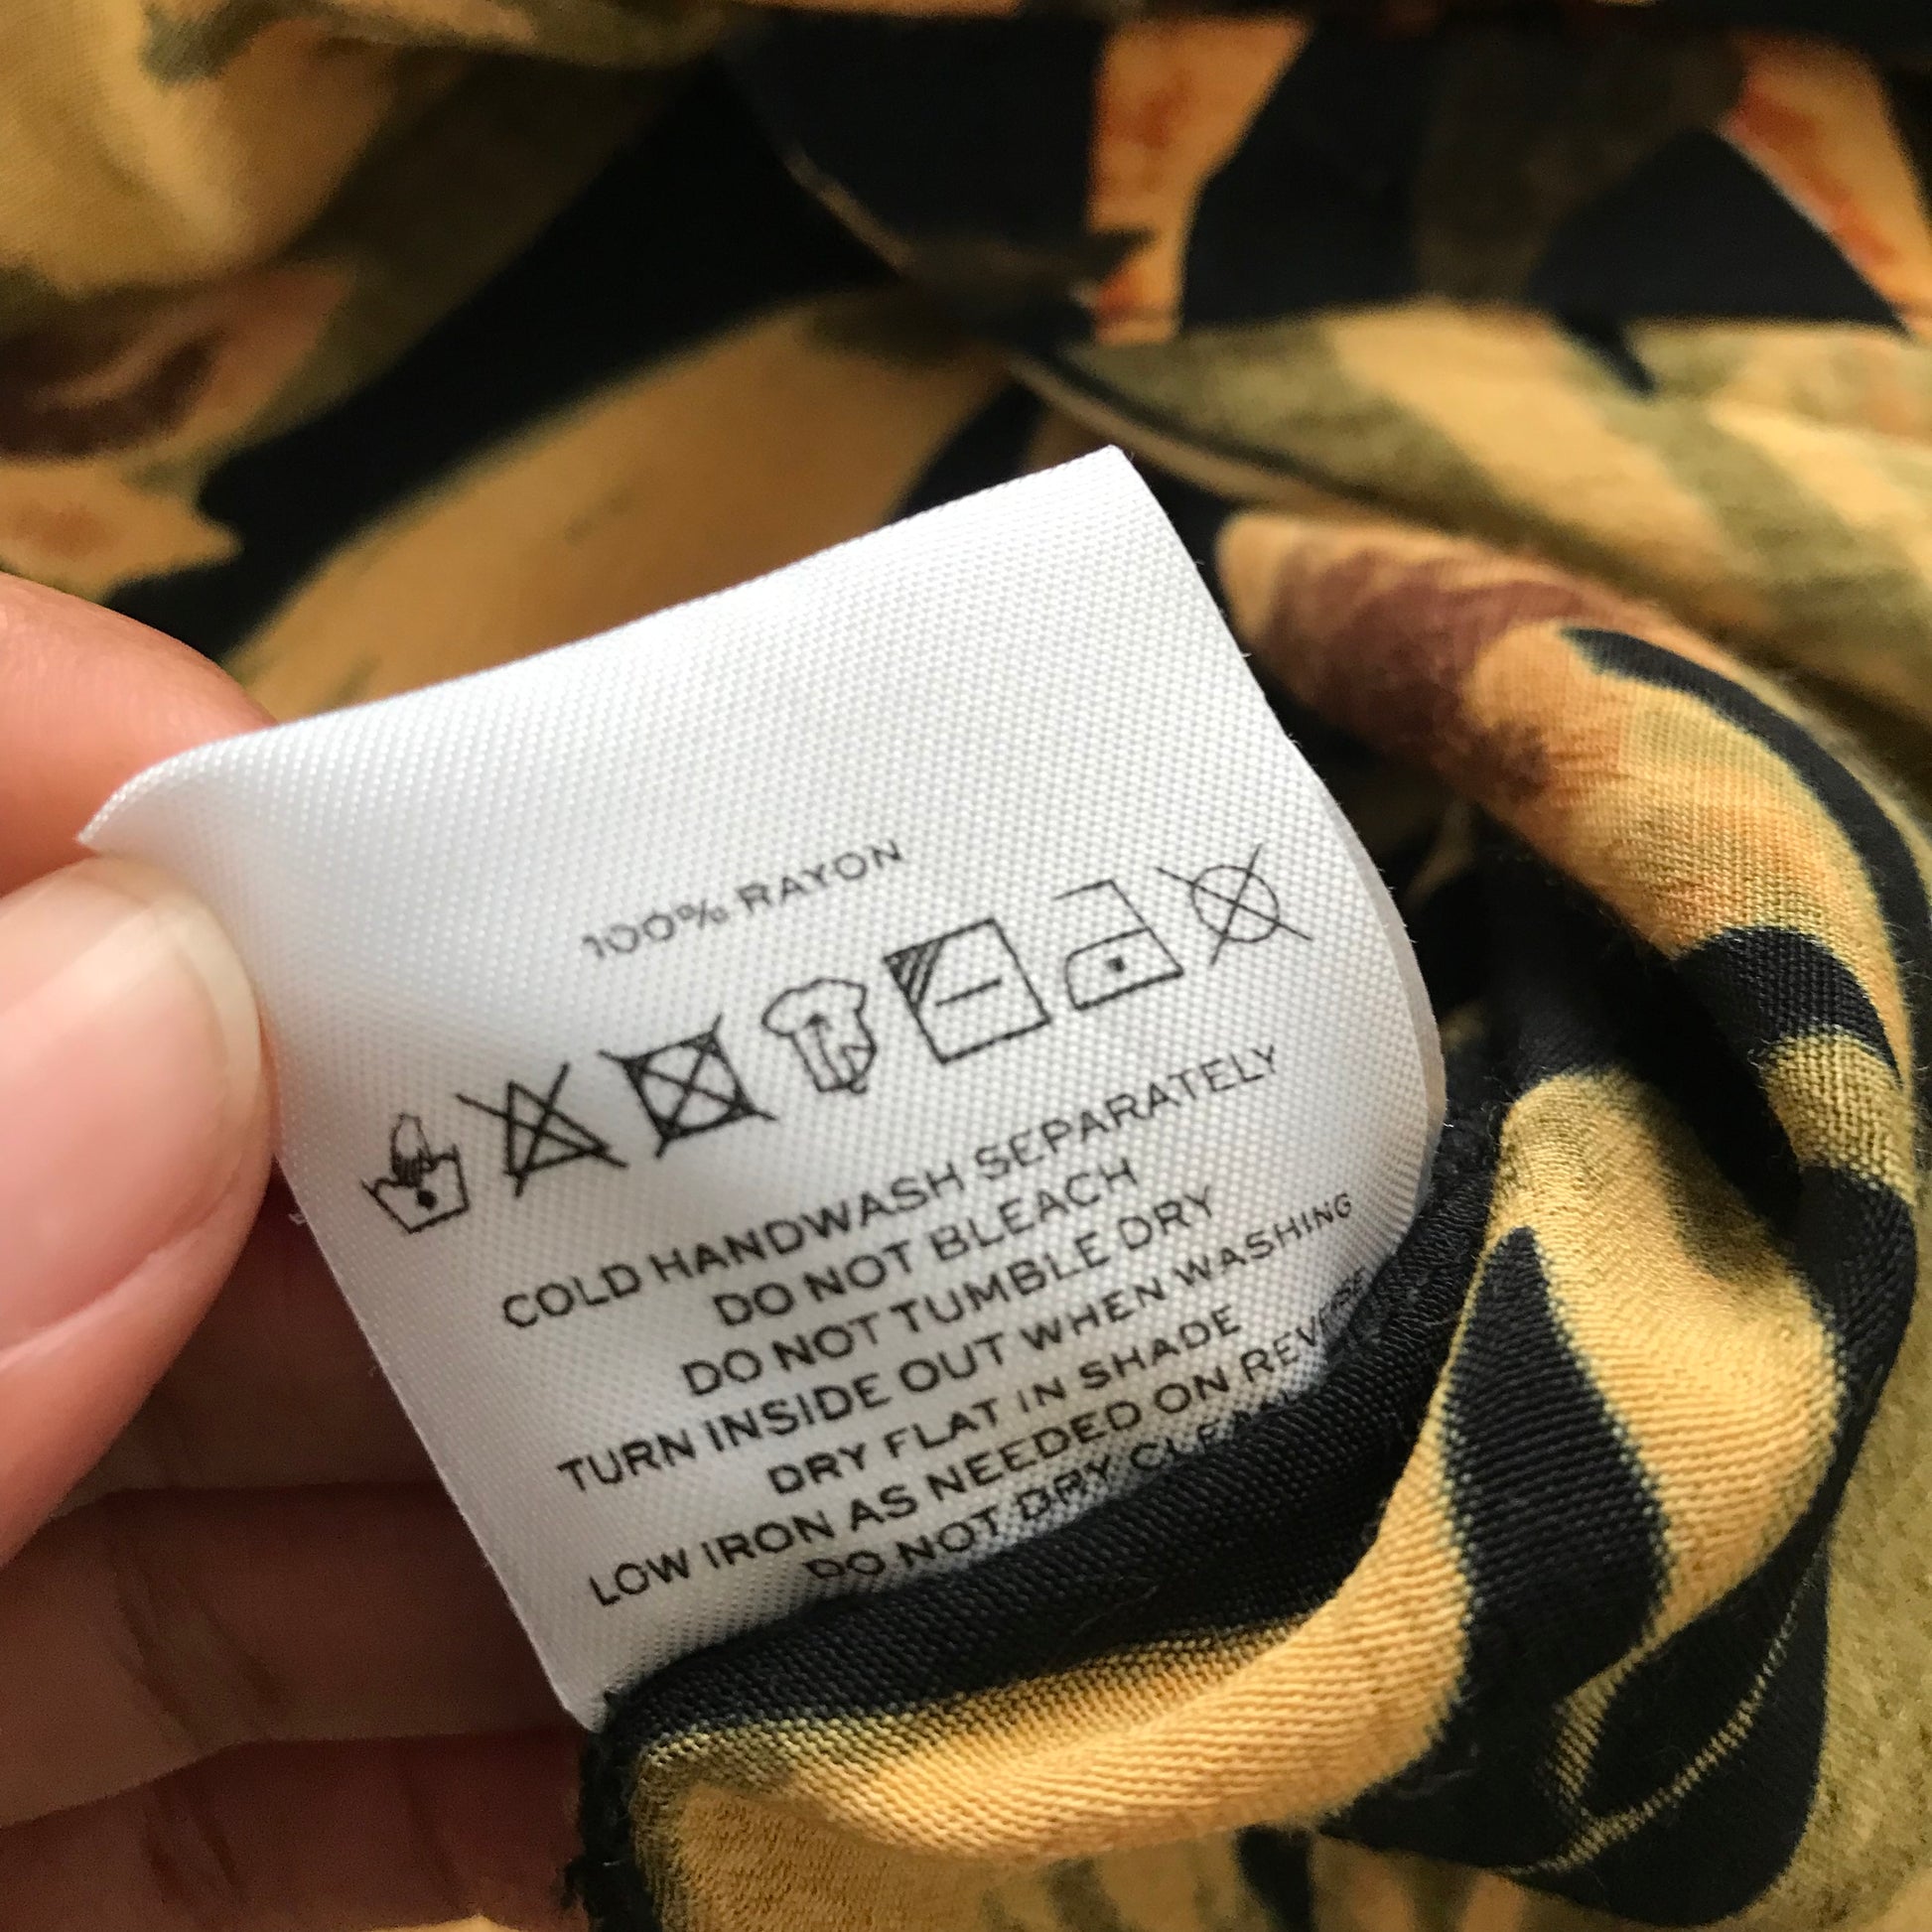 100% RAYON
COLD HANDWASH SEPARATELY
DO NOT BLEACH
DO NOT TUMBLE DRY
TURN INSIDE OUT WHEN WASHING
DRY FLAT IN SHADE
LOW IRON AS NEEDED ON REVERSE
DO NOT DRY CLEAN